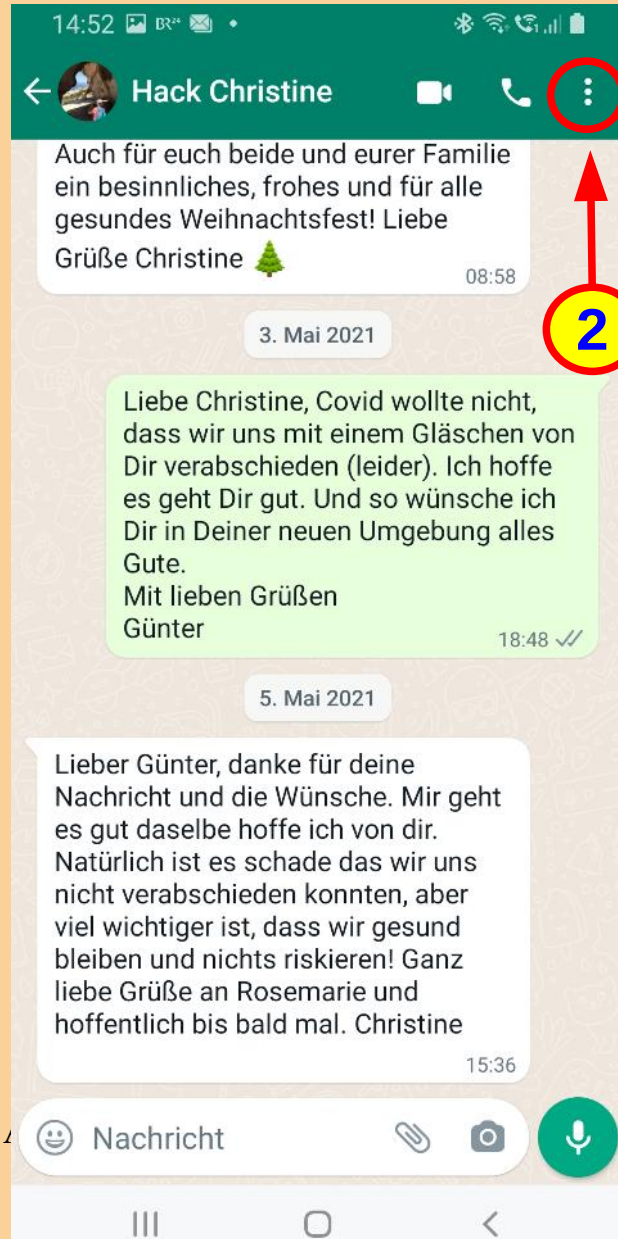 14:52 BR24
Hack Christine
Auch für euch beide und eurer Familie
ein besinnliches, frohes und für alle
gesundes Weihnachtsfest! Liebe
Grüße Christine 🎄
08:58
2
3. Mai 2021
Liebe Christine, Covid wollte nicht,
dass wir uns mit einem Gläschen von
Dir verabschieden (leider). Ich hoffe
es geht Dir gut. Und so wünsche ich
Dir in Deiner neuen Umgebung alles
Gute.
Mit lieben Grüßen
Günter
18:48
5. Mai 2021
Lieber Günter, danke für deine
Nachricht und die Wünsche. Mir geht
es gut daselbe hoffe ich von dir.
Natürlich ist es schade das wir uns
nicht verabschieden konnten, aber
viel wichtiger ist, dass wir gesund
bleiben und nichts riskieren! Ganz
liebe Grüße an Rosemarie und
hoffentlich bis bald mal. Christine
15:36
Nachricht